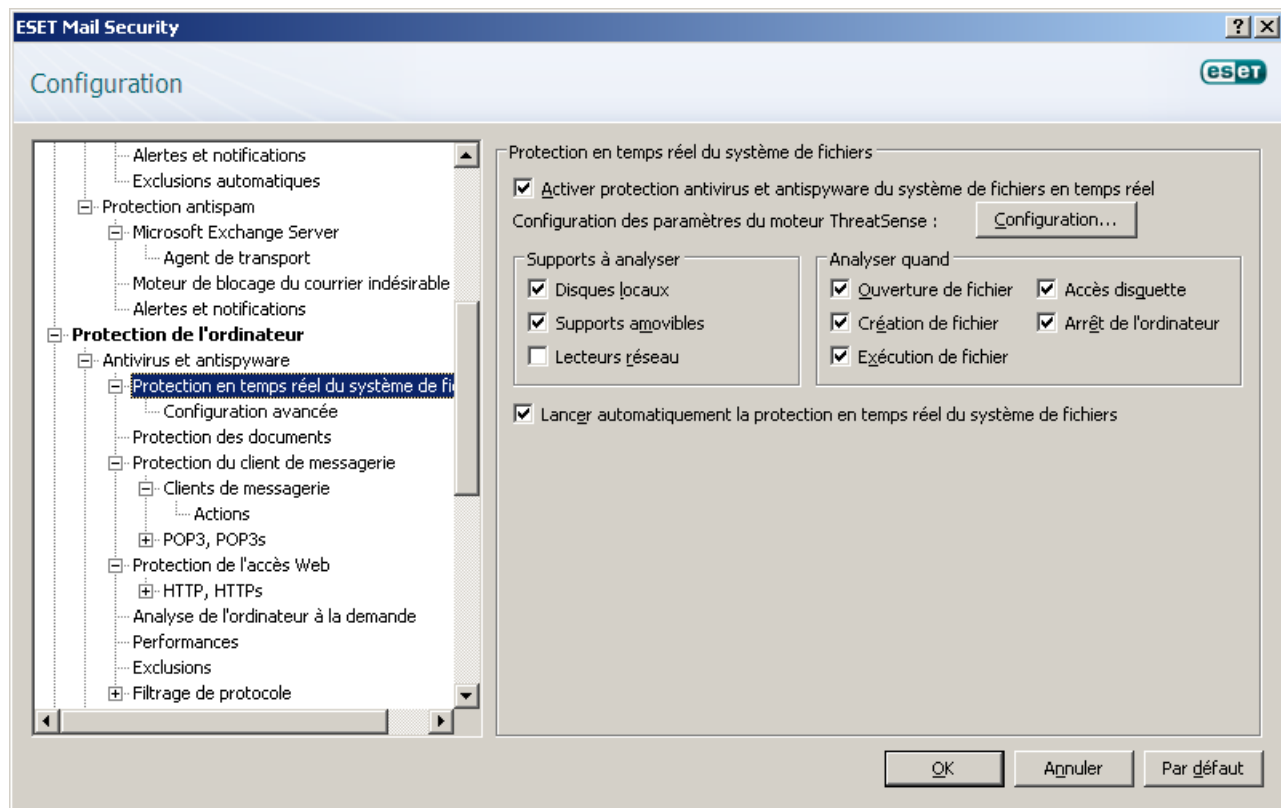 ESET Mail Security
Configuration
eset
Alertes et notifications
Exclusions automatiques
Protection antispam
Microsoft Exchange Server
Agent de transport
Moteur de blocage du courrier indésirable
Alertes et notifications
Protection de l'ordinateur
Antivirus et antispyware
Protection en temps réel du système de fi
Configuration avancée
Protection des documents
Protection du client de messagerie
Clients de messagerie
Actions
POP3, POP3s
Protection de l'accès Web
HTTP, HTTPs
Analyse de l'ordinateur à la demande
Performances
Exclusions
Filtrage de protocole
Protection en temps réel du système de fichiers
Activer protection antivirus et antispyware du système de fichiers en temps réel
Configuration des paramètres du moteur ThreatSense : Configuration...
Supports à analyser
Disques locaux
Supports amovibles
Lecteurs réseau
Analyser quand
Ouverture de fichier Accès disguette
Création de fichier Arrêt de l'ordinateur
Exécution de fichier
Lancer automatiquement la protection en temps réel du système de fichiers
OK Annuler Par défaut